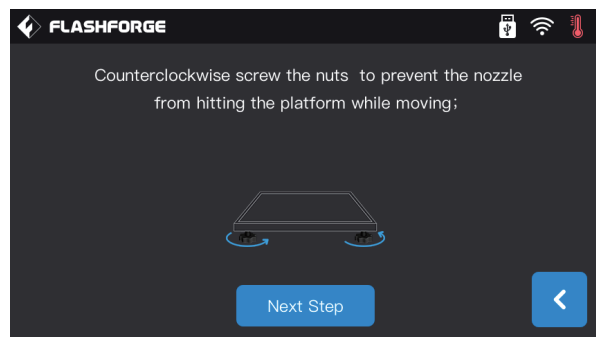 FLASHFORGE
Counterclockwise screw the nuts to prevent the nozzle
from hitting the platform while moving;
Next Step